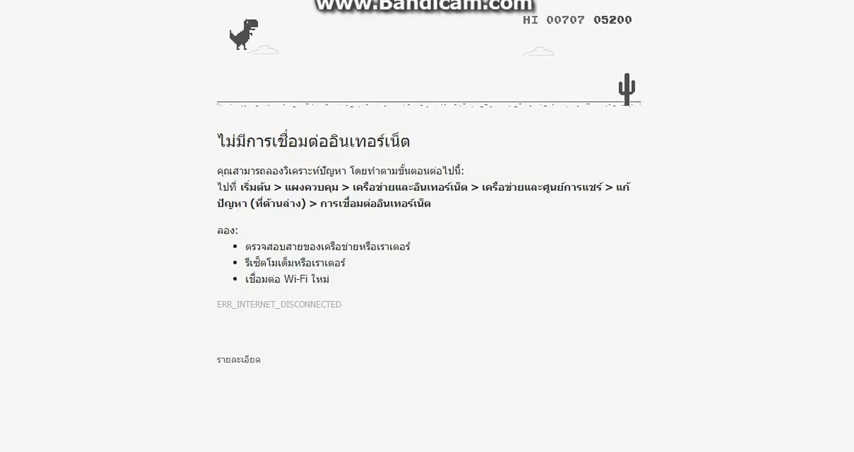 www.Bandicam.com
HI 00707 05200
ไม่มีการเชื่อมต่ออินเทอร์เน็ต
คุณสามารถลองวิเคราะห์ปัญหา โดยทำตามขั้นตอนต่อไปนี้:
ไปที่ เริ่มต้น > แผงควบคุม > เครือข่ายและอินเทอร์เน็ต > เครือข่ายและศูนย์การแชร์ > แก้
ปัญหา (ที่ด้านล่าง) > การเชื่อมต่ออินเทอร์เน็ต
ลอง:
• ตรวจสอบสายของเครือข่ายหรือเราเตอร์
• รีเซ็ตโมเด็มหรือเราเตอร์
• เชื่อมต่อ Wi-Fi ใหม่
ERR_INTERNET_DISCONNECTED
รายละเอียด